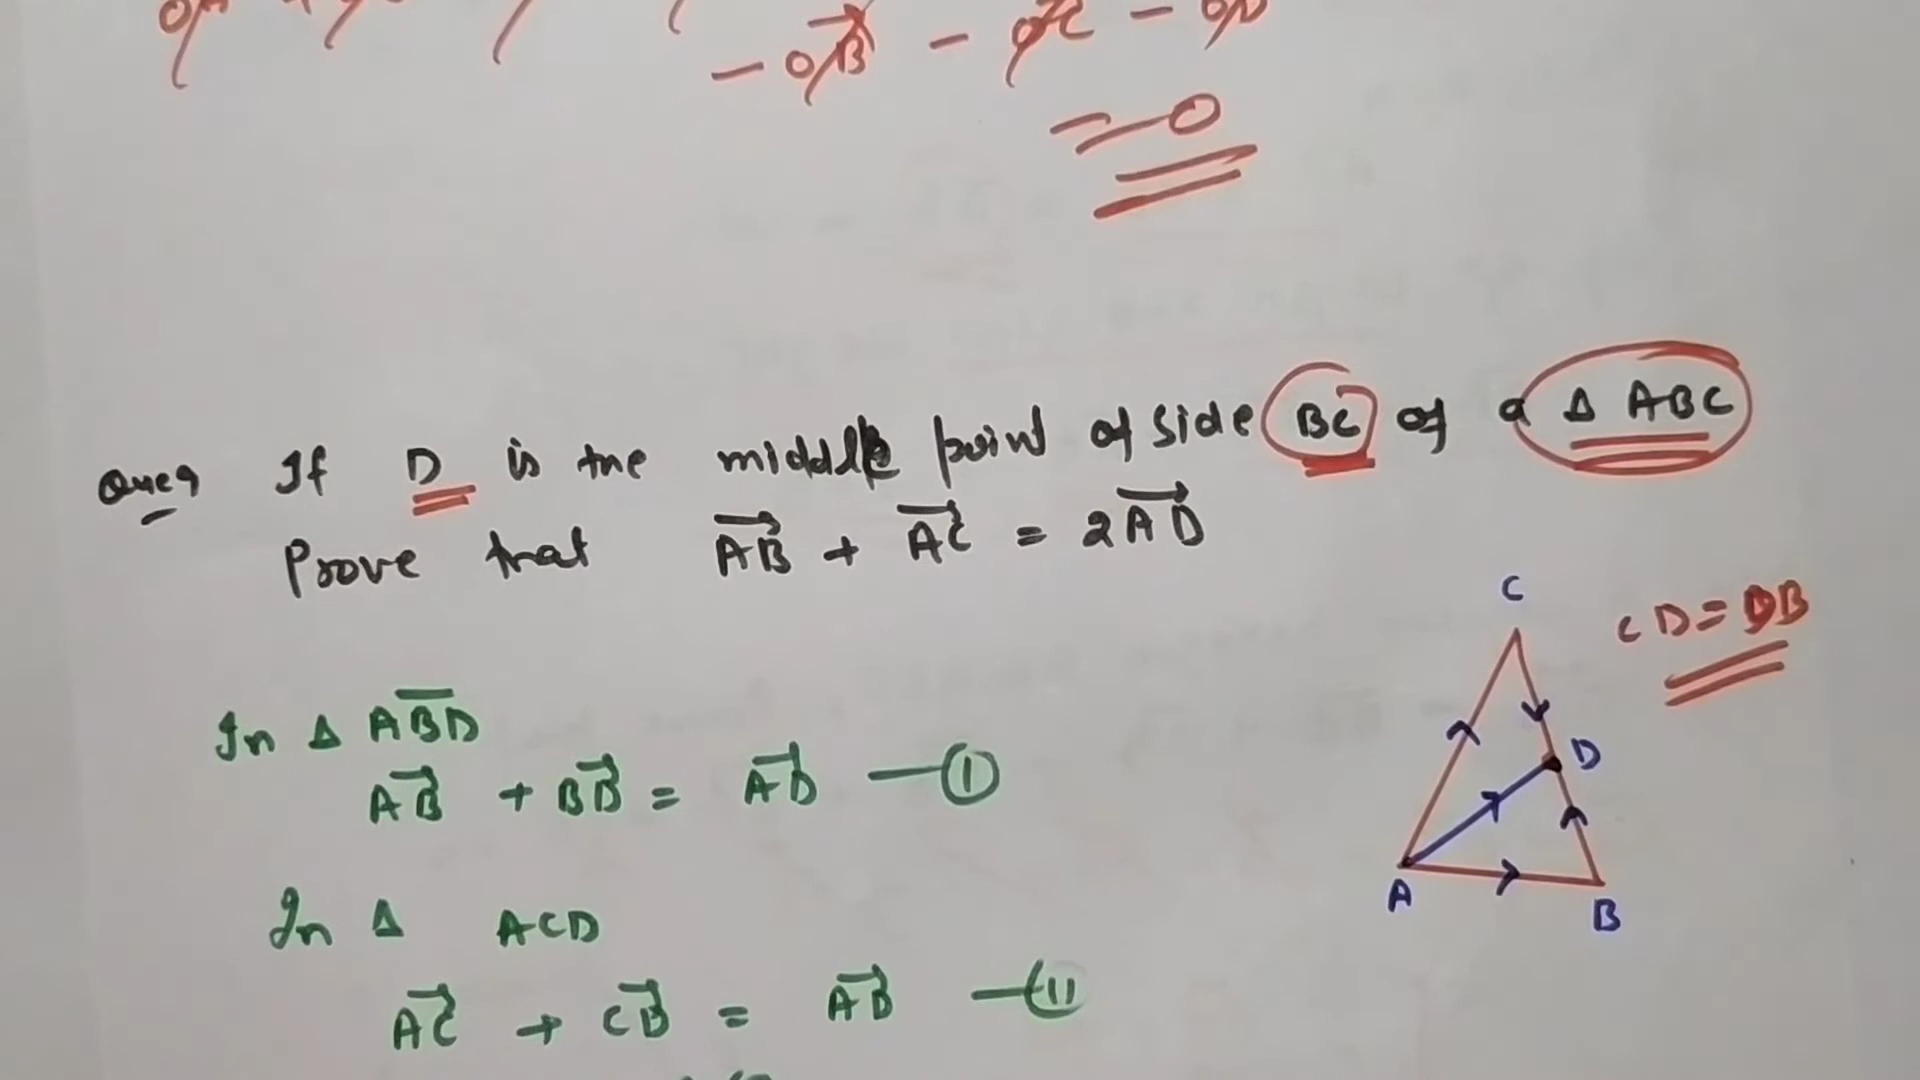 - OB - OC - OD
= 0
Ques If D is the middle point of side BC of a Δ ABC
Prove that AB + AC = 2AD
C
CD = DB
D
A
B
In Δ ABD
AB + BD = AD — (I)
In Δ ACD
AC + CD = AD — (II)